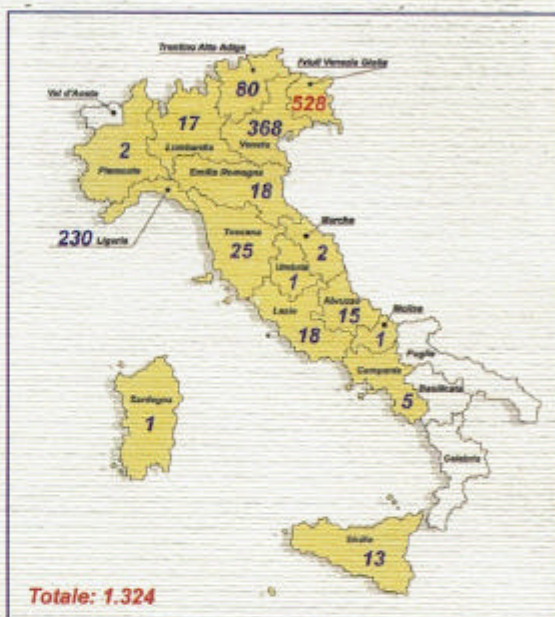 Trentino Alto Adige
Friuli Venezia Giulia
Val d'Aosta
80
528
17
368
Lombardia
Veneto
2
Piemonte
Emilia Romagna
18
230 Liguria
Toscana
25
Marche
2
Umbria
1
Abruzzo
15
Molise
1
Lazio
18
Puglia
Campania
5
Basilicata
Sardegna
1
Calabria
Sicilia
13
Totale: 1.324